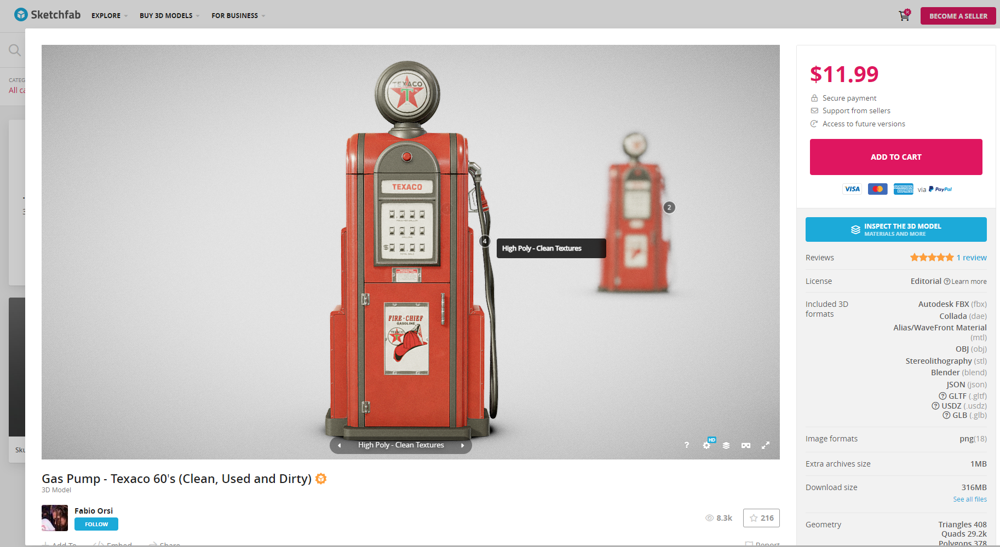 Sketchfab
EXPLORE
BUY 3D MODELS
FOR BUSINESS
BECOME A SELLER
CATEG
All ca
3
Sku
TEXACO
T
TEXACO
$
FIRE-CHIEF
GASOLINE
TEXACO
T
4
High Poly - Clean Textures
2
High Poly - Clean Textures
?
HD
Gas Pump - Texaco 60's (Clean, Used and Dirty)
3D Model
Fabio Orsi
FOLLOW
8.3k
216
Add To
Embed
Share
Report
$11.99
Secure payment
Support from sellers
Access to future versions
ADD TO CART
VISA
AMERICAN EXPRESS
via PayPal
INSPECT THE 3D MODEL
MATERIALS AND MORE
Reviews 1 review
License Editorial ? Learn more
Included 3D formats
Autodesk FBX (fbx)
Collada (dae)
Alias/WaveFront Material (mtl)
OBJ (obj)
Stereolithography (stl)
Blender (blend)
JSON (json)
? GLTF (.gltf)
? USDZ (.usdz)
? GLB (.glb)
Image formats png(18)
Extra archives size 1MB
Download size 316MB
See all files
Geometry Triangles 408
Quads 29.2k
Polygons 378